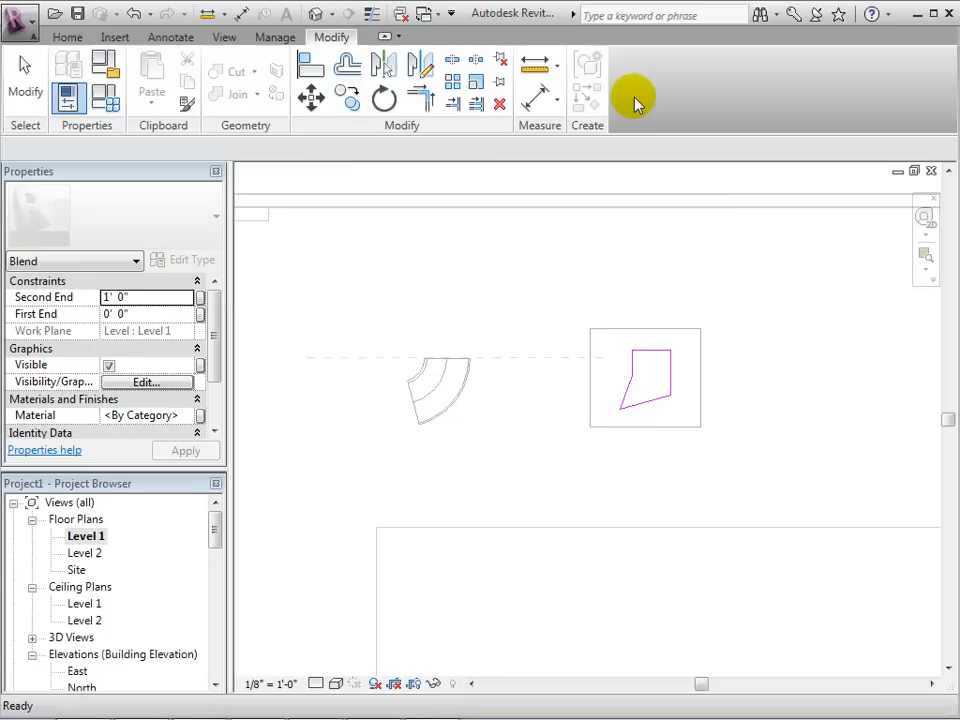 Autodesk Revit...
Type a keyword or phrase
Home Insert Annotate View Manage Modify
Modify
Paste
Cut
Join
Select Properties Clipboard Geometry Modify Measure Create
Properties
Blend
Edit Type
Constraints
Second End 1' 0"
First End 0' 0"
Work Plane Level : Level 1
Graphics
Visible
Visibility/Grap... Edit...
Materials and Finishes
Material <By Category>
Identity Data
Properties help
Apply
2D
Project1 - Project Browser
Views (all)
Floor Plans
Level 1
Level 2
Site
Ceiling Plans
Level 1
Level 2
3D Views
Elevations (Building Elevation)
East
North
1/8" = 1'-0"
Ready